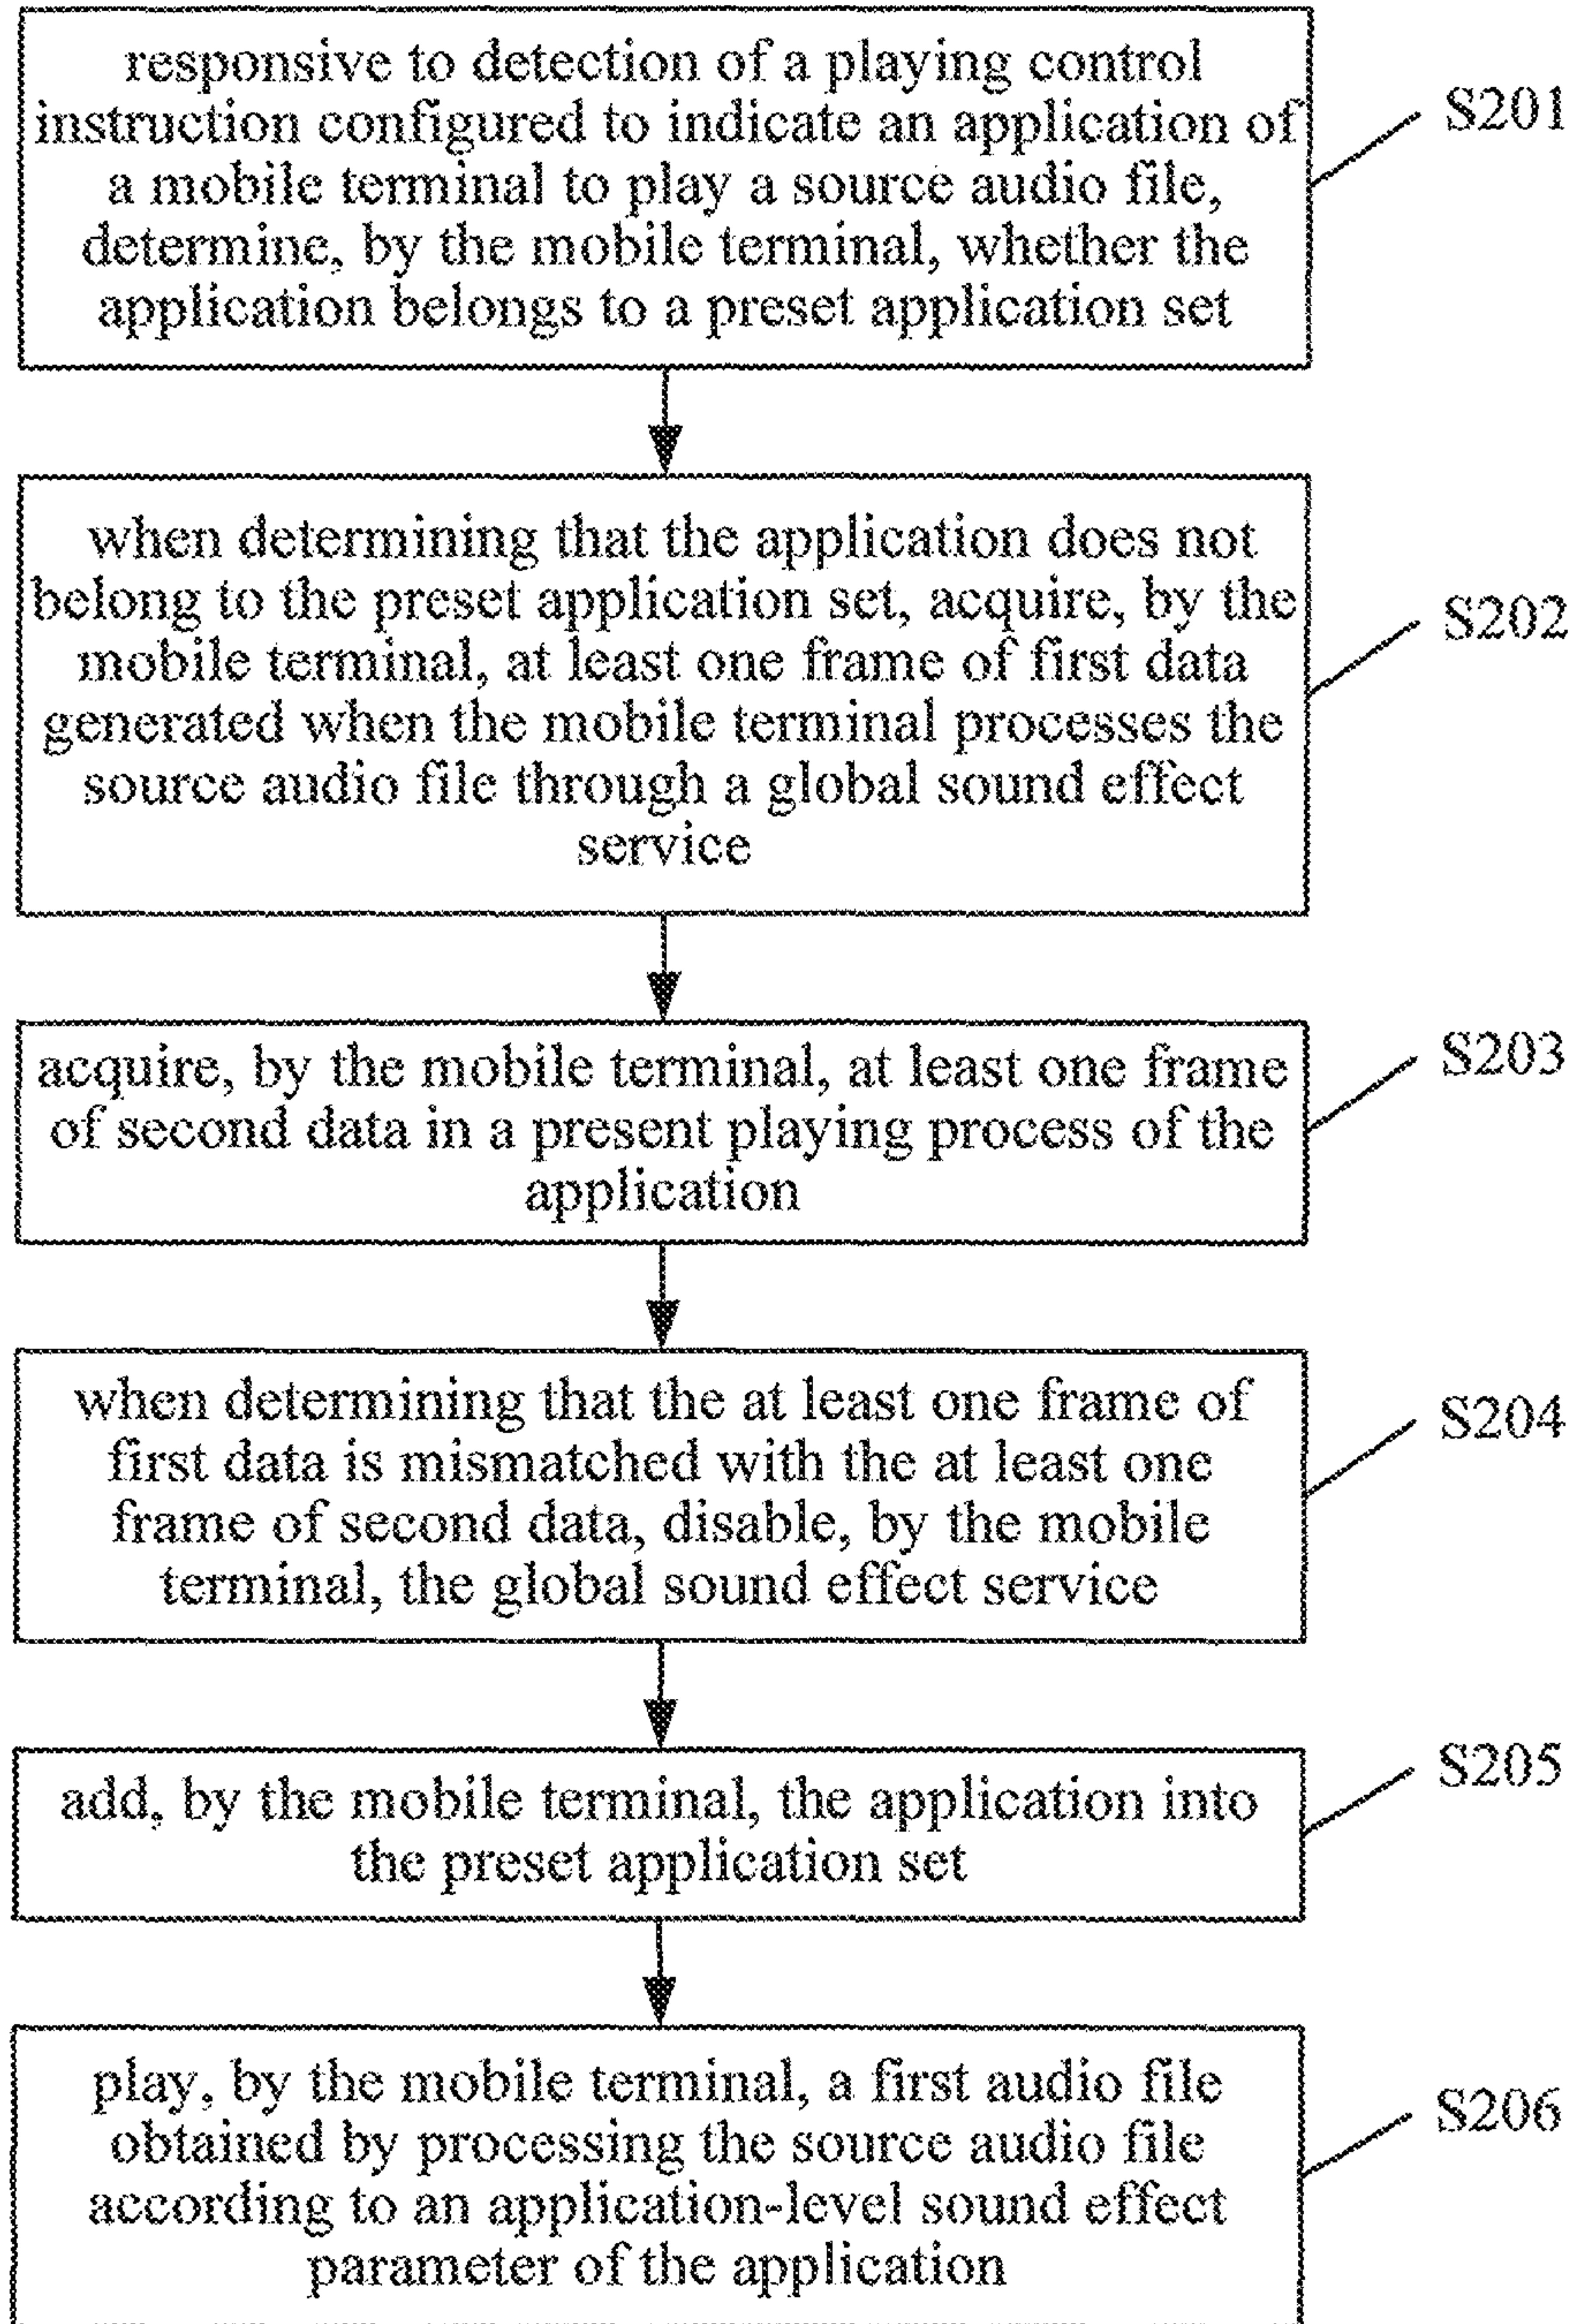 responsive to detection of a playing control
instruction configured to indicate an application of
a mobile terminal to play a source audio file,
determine, by the mobile terminal, whether the
application belongs to a preset application set
S201
when determining that the application does not
belong to the preset application set, acquire, by the
mobile terminal, at least one frame of first data
generated when the mobile terminal processes the
source audio file through a global sound effect
service
S202
acquire, by the mobile terminal, at least one frame
of second data in a present playing process of the
application
S203
when determining that the at least one frame of
first data is mismatched with the at least one
frame of second data, disable, by the mobile
terminal, the global sound effect service
S204
add, by the mobile terminal, the application into
the preset application set
S205
play, by the mobile terminal, a first audio file
obtained by processing the source audio file
according to an application-level sound effect
parameter of the application
S206